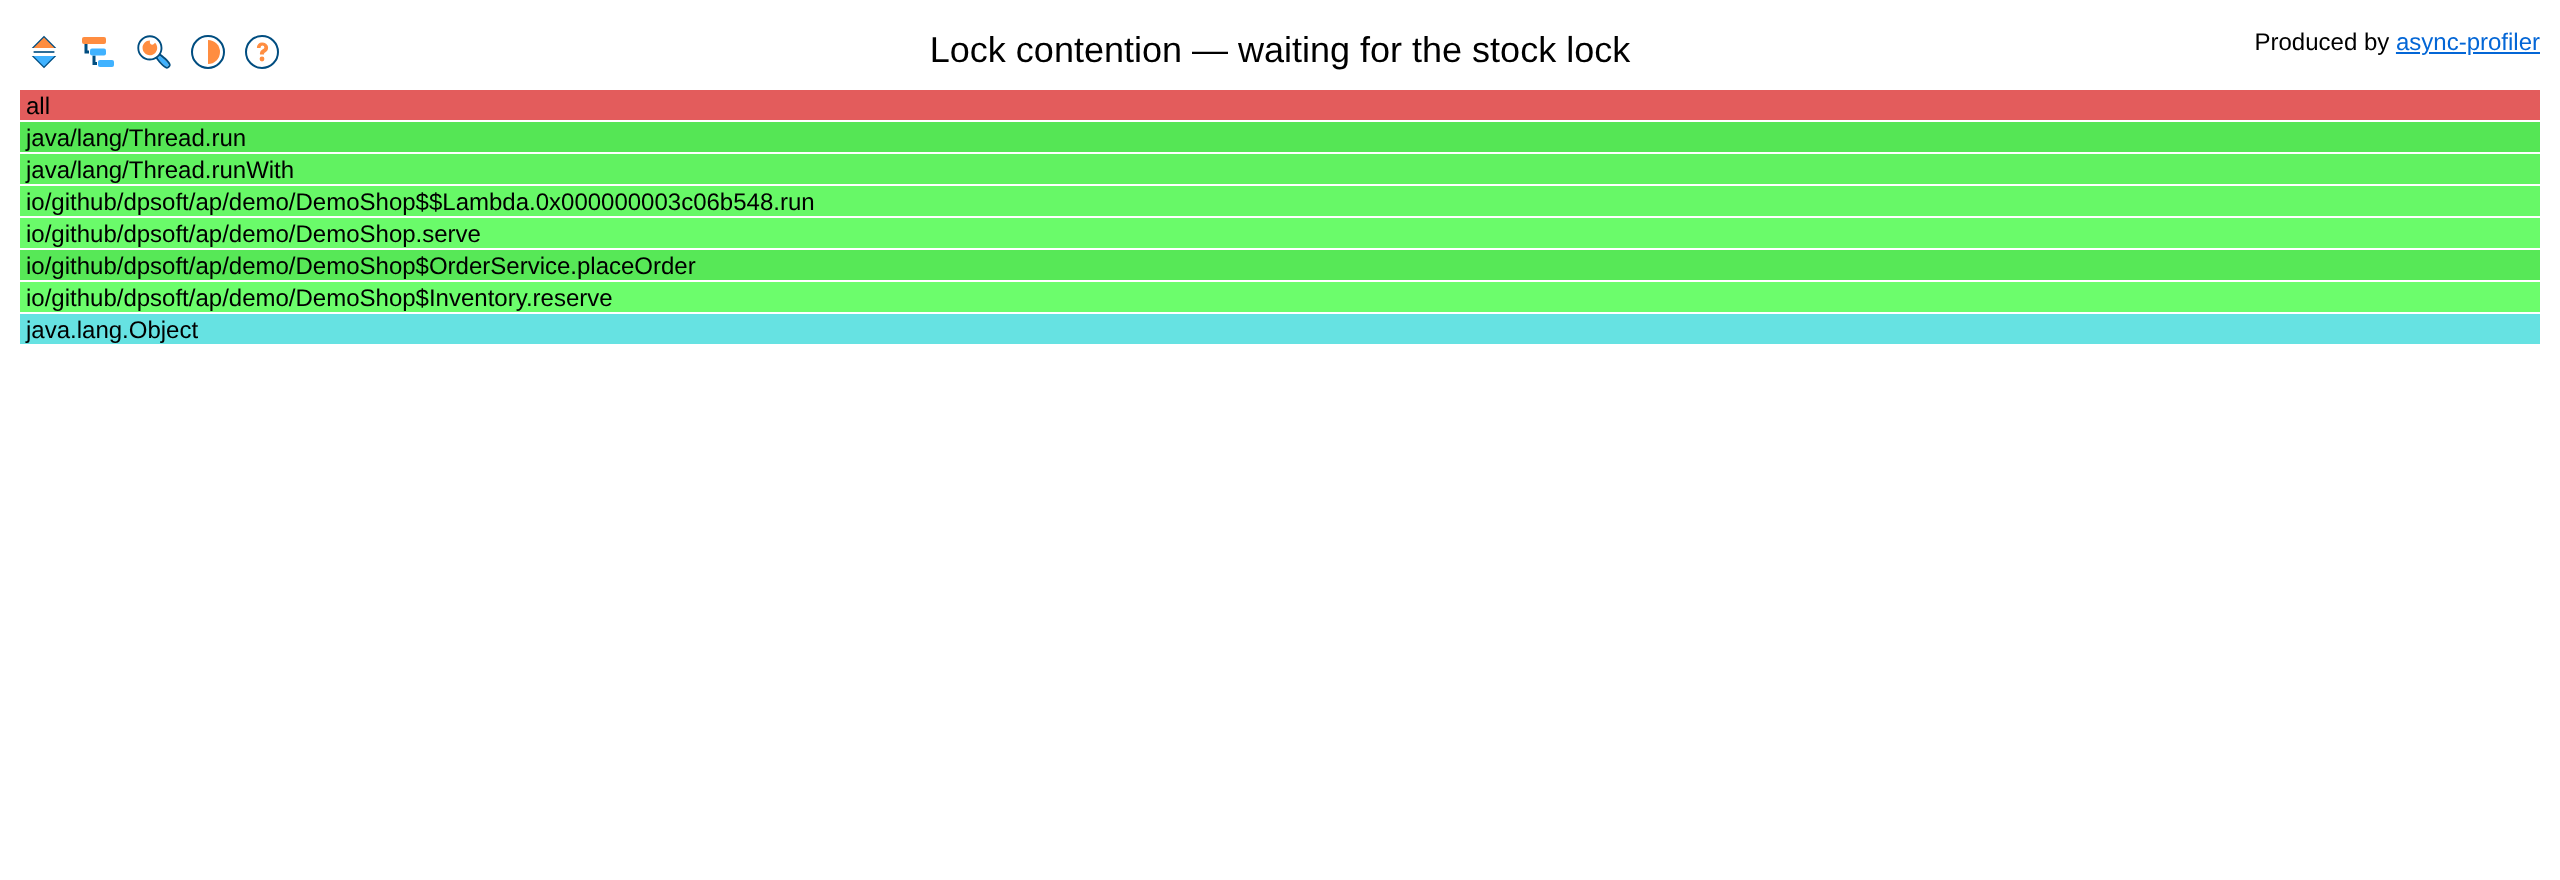 Lock contention — waiting for the stock lock
Produced by async-profiler
all
java/lang/Thread.run
java/lang/Thread.runWith
io/github/dpsoft/ap/demo/DemoShop$$Lambda.0x000000003c06b548.run
io/github/dpsoft/ap/demo/DemoShop.serve
io/github/dpsoft/ap/demo/DemoShop$OrderService.placeOrder
io/github/dpsoft/ap/demo/DemoShop$Inventory.reserve
java.lang.Object